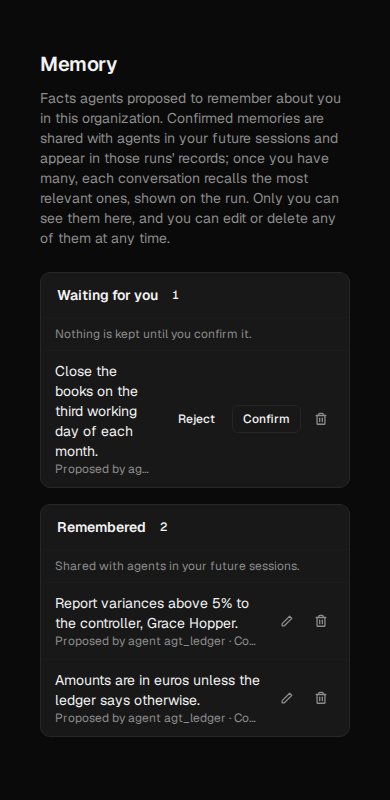 Memory
Facts agents proposed to remember about you
in this organization. Confirmed memories are
shared with agents in your future sessions and
appear in those runs' records; once you have
many, each conversation recalls the most
relevant ones, shown on the run. Only you can
see them here, and you can edit or delete any
of them at any time.
Waiting for you 1
Nothing is kept until you confirm it.
Close the
books on the
third working
day of each
month.
Proposed by ag...
Reject Confirm
Remembered 2
Shared with agents in your future sessions.
Report variances above 5% to
the controller, Grace Hopper.
Proposed by agent agt_ledger · Co...
Amounts are in euros unless the
ledger says otherwise.
Proposed by agent agt_ledger · Co...